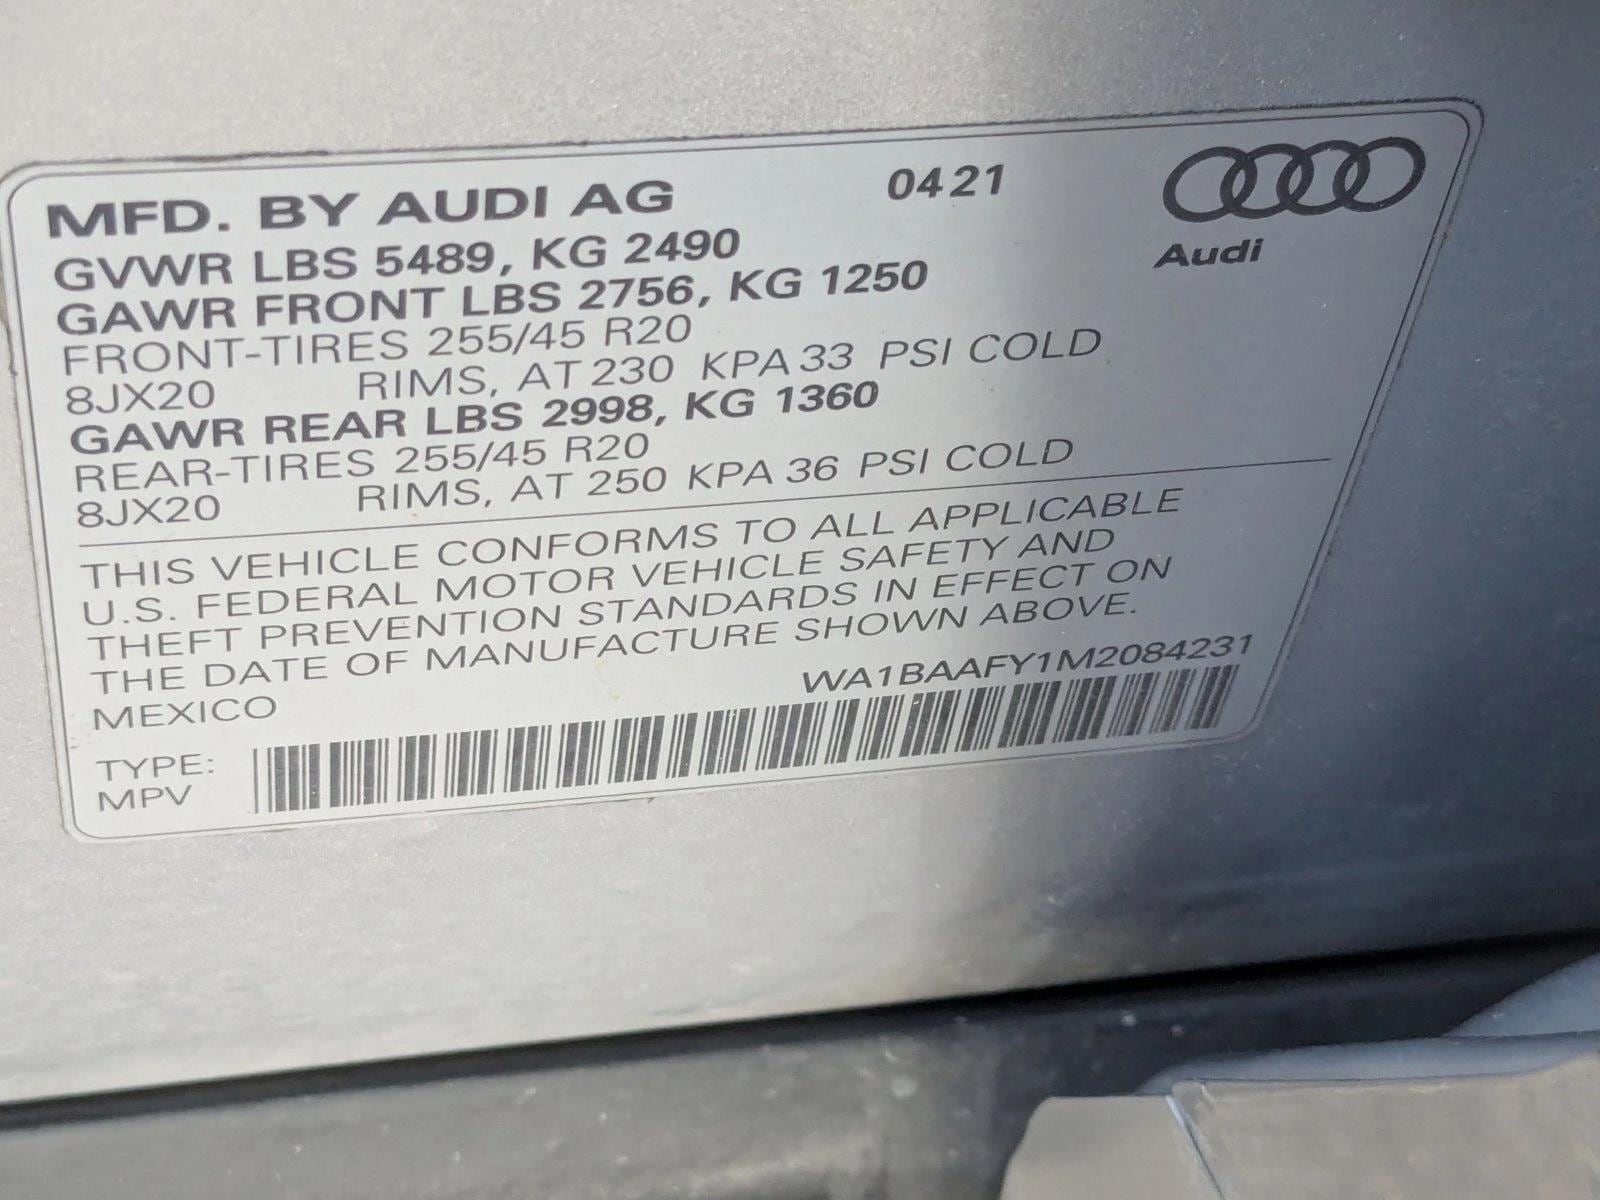 MFD. BY AUDI AG 0421
Audi
GVWR LBS 5489, KG 2490
GAWR FRONT LBS 2756, KG 1250
FRONT-TIRES 255/45 R20
8JX20 RIMS, AT 230 KPA 33 PSI COLD
GAWR REAR LBS 2998, KG 1360
REAR-TIRES 255/45 R20
8JX20 RIMS, AT 250 KPA 36 PSI COLD
THIS VEHICLE CONFORMS TO ALL APPLICABLE
U.S. FEDERAL MOTOR VEHICLE SAFETY AND
THEFT PREVENTION STANDARDS IN EFFECT ON
THE DATE OF MANUFACTURE SHOWN ABOVE.
MEXICO WA1BAAFY1M2084231
TYPE:
MPV